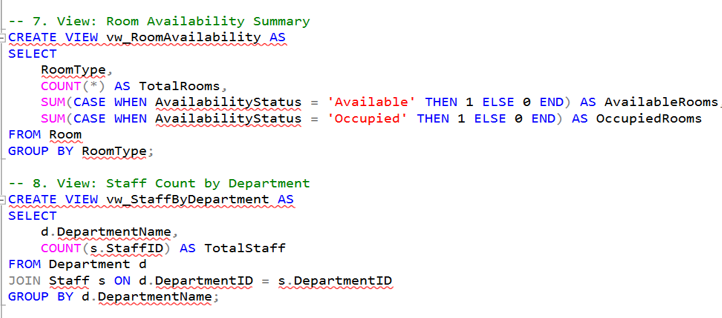 -- 7. View: Room Availability Summary
CREATE VIEW vw_RoomAvailability AS
SELECT
    RoomType,
    COUNT(*) AS TotalRooms,
    SUM(CASE WHEN AvailabilityStatus = 'Available' THEN 1 ELSE 0 END) AS AvailableRooms,
    SUM(CASE WHEN AvailabilityStatus = 'Occupied' THEN 1 ELSE 0 END) AS OccupiedRooms
FROM Room
GROUP BY RoomType;
-- 8. View: Staff Count by Department
CREATE VIEW vw_StaffByDepartment AS
SELECT
    d.DepartmentName,
    COUNT(s.StaffID) AS TotalStaff
FROM Department d
JOIN Staff s ON d.DepartmentID = s.DepartmentID
GROUP BY d.DepartmentName;